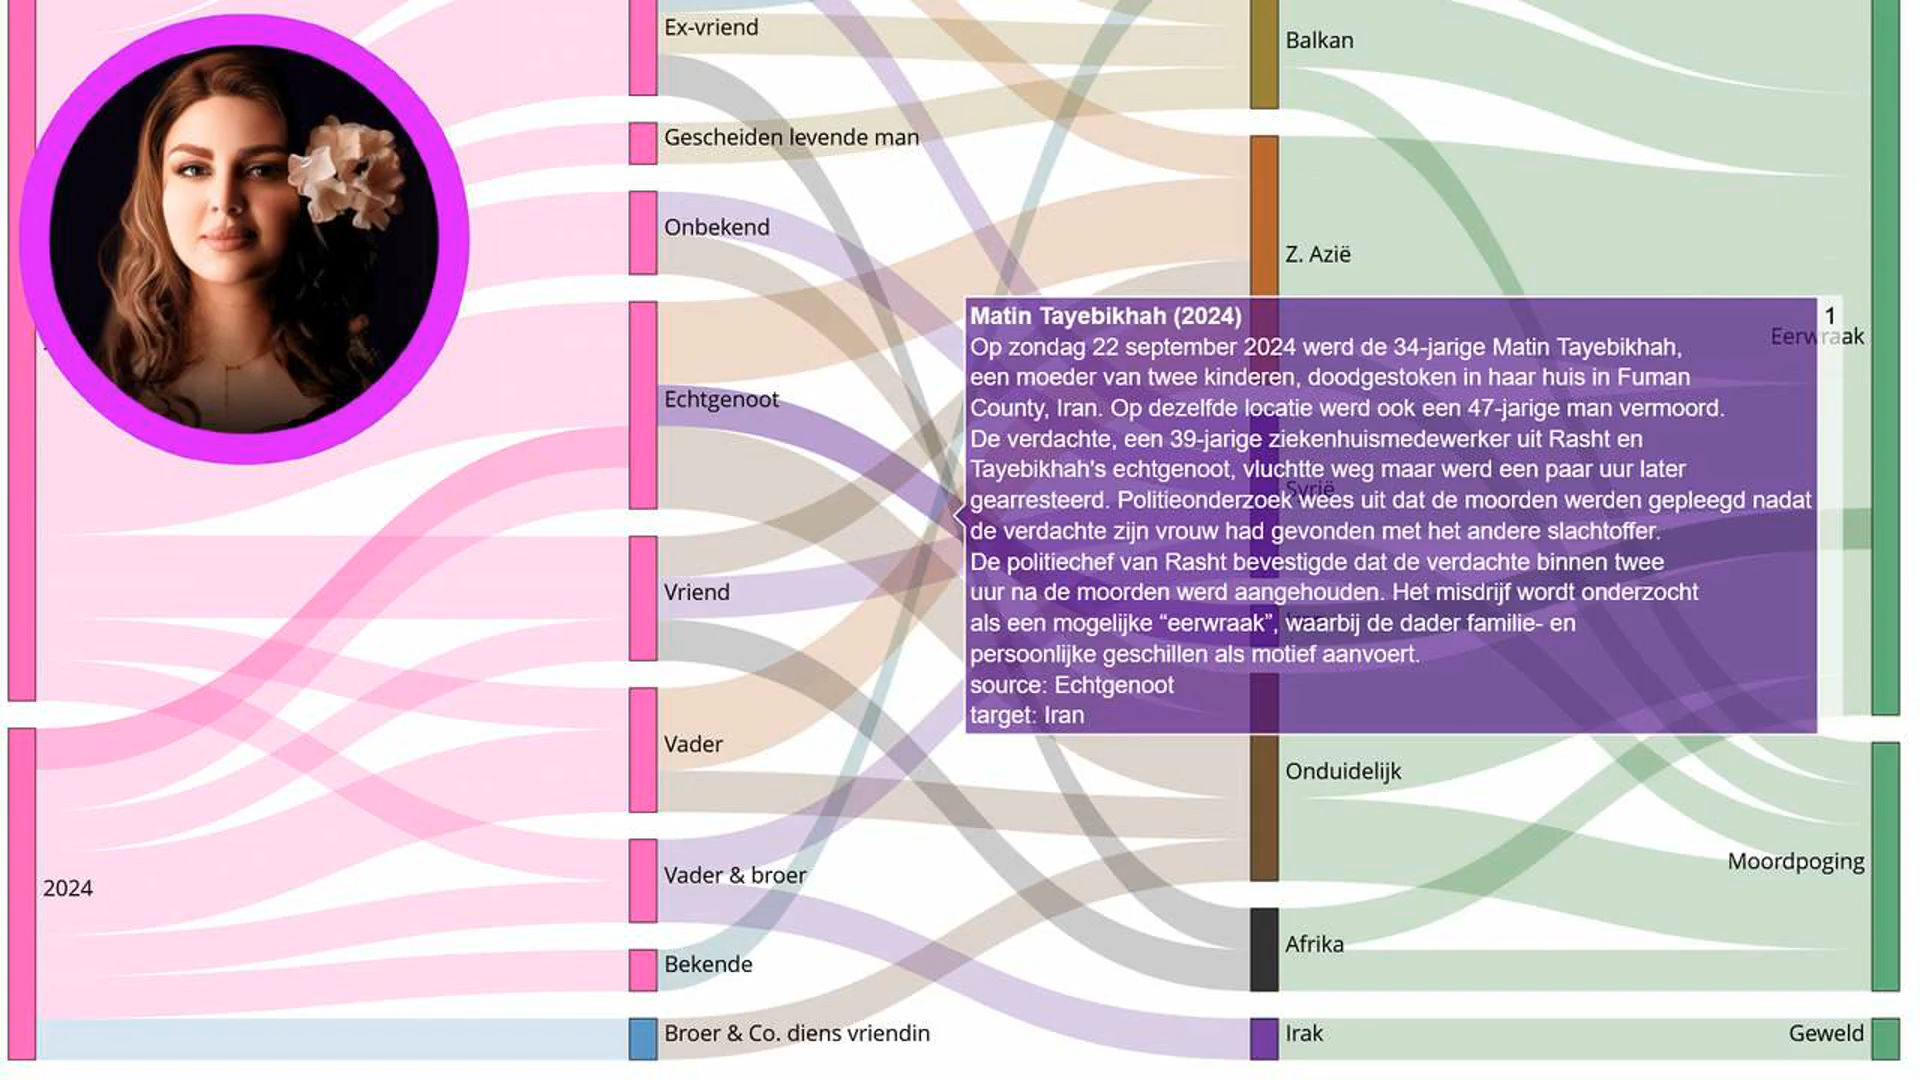 Ex-vriend
Gescheiden levende man
Onbekend
Echtgenoot
Vriend
Vader
Vader & broer
Bekende
Broer & Co. diens vriendin
2024
Balkan
Z. Azië
Syrië
Onduidelijk
Afrika
Irak
Eerwraak
Moordpoging
Geweld
1
Matin Tayebikhah (2024)
Op zondag 22 september 2024 werd de 34-jarige Matin Tayebikhah,
een moeder van twee kinderen, doodgestoken in haar huis in Fuman
County, Iran. Op dezelfde locatie werd ook een 47-jarige man vermoord.
De verdachte, een 39-jarige ziekenhuismedewerker uit Rasht en
Tayebikhah's echtgenoot, vluchtte weg maar werd een paar uur later
gearresteerd. Politieonderzoek wees uit dat de moorden werden gepleegd nadat
de verdachte zijn vrouw had gevonden met het andere slachtoffer.
De politiechef van Rasht bevestigde dat de verdachte binnen twee
uur na de moorden werd aangehouden. Het misdrijf wordt onderzocht
als een mogelijke “eerwraak”, waarbij de dader familie- en
persoonlijke geschillen als motief aanvoert.
source: Echtgenoot
target: Iran